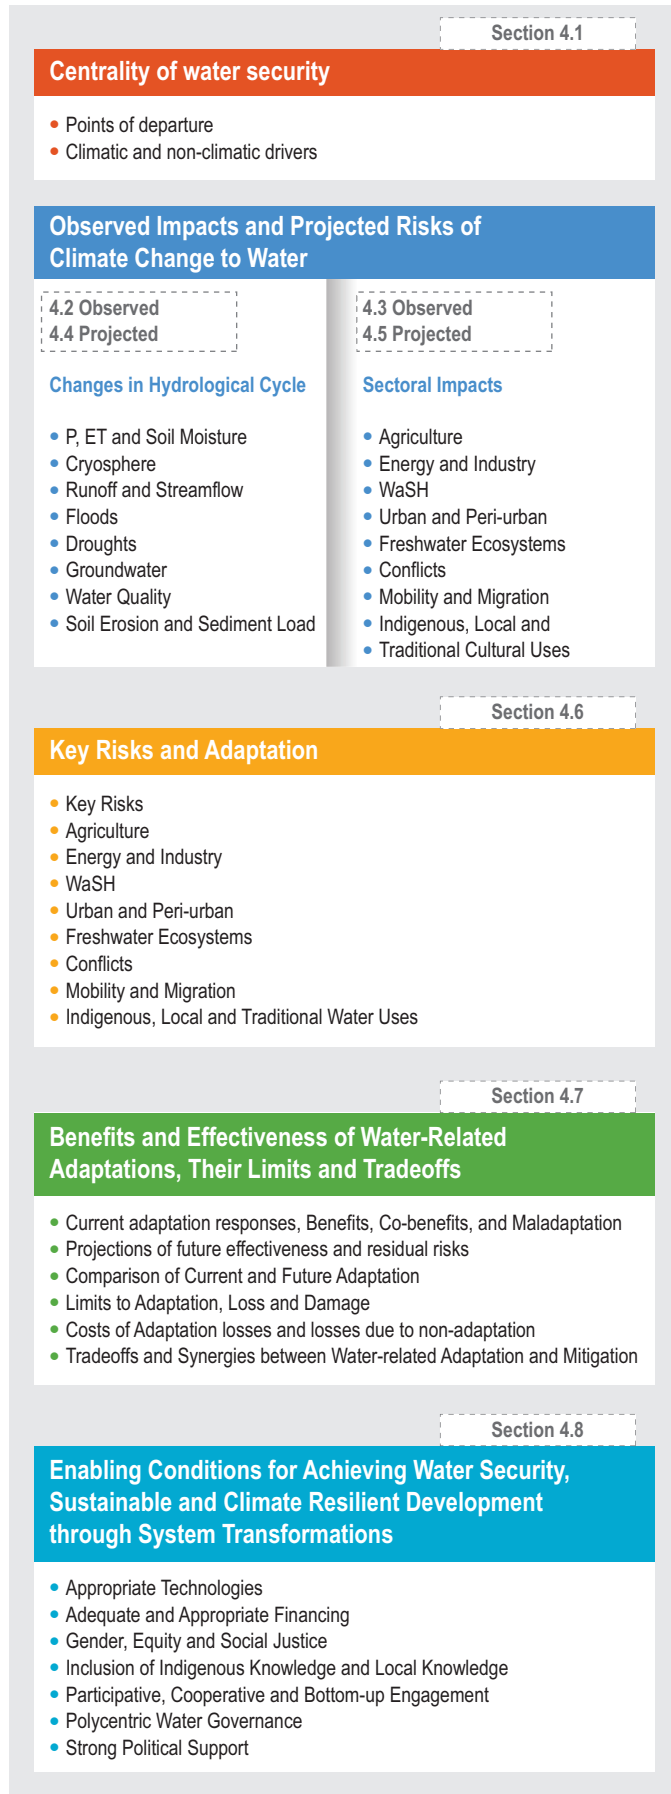 Section 4.1
Centrality of water security
• Points of departure
• Climatic and non-climatic drivers
Observed Impacts and Projected Risks of
Climate Change to Water
4.2 Observed
4.4 Projected
Changes in Hydrological Cycle
• P, ET and Soil Moisture
• Cryosphere
• Runoff and Streamflow
• Floods
• Droughts
• Groundwater
• Water Quality
• Soil Erosion and Sediment Load
4.3 Observed
4.5 Projected
Sectoral Impacts
• Agriculture
• Energy and Industry
• WaSH
• Urban and Peri-urban
• Freshwater Ecosystems
• Conflicts
• Mobility and Migration
• Indigenous, Local and
• Traditional Cultural Uses
Section 4.6
Key Risks and Adaptation
• Key Risks
• Agriculture
• Energy and Industry
• WaSH
• Urban and Peri-urban
• Freshwater Ecosystems
• Conflicts
• Mobility and Migration
• Indigenous, Local and Traditional Water Uses
Section 4.7
Benefits and Effectiveness of Water-Related
Adaptations, Their Limits and Tradeoffs
• Current adaptation responses, Benefits, Co-benefits, and Maladaptation
• Projections of future effectiveness and residual risks
• Comparison of Current and Future Adaptation
• Limits to Adaptation, Loss and Damage
• Costs of Adaptation losses and losses due to non-adaptation
• Tradeoffs and Synergies between Water-related Adaptation and Mitigation
Section 4.8
Enabling Conditions for Achieving Water Security,
Sustainable and Climate Resilient Development
through System Transformations
• Appropriate Technologies
• Adequate and Appropriate Financing
• Gender, Equity and Social Justice
• Inclusion of Indigenous Knowledge and Local Knowledge
• Participative, Cooperative and Bottom-up Engagement
• Polycentric Water Governance
• Strong Political Support